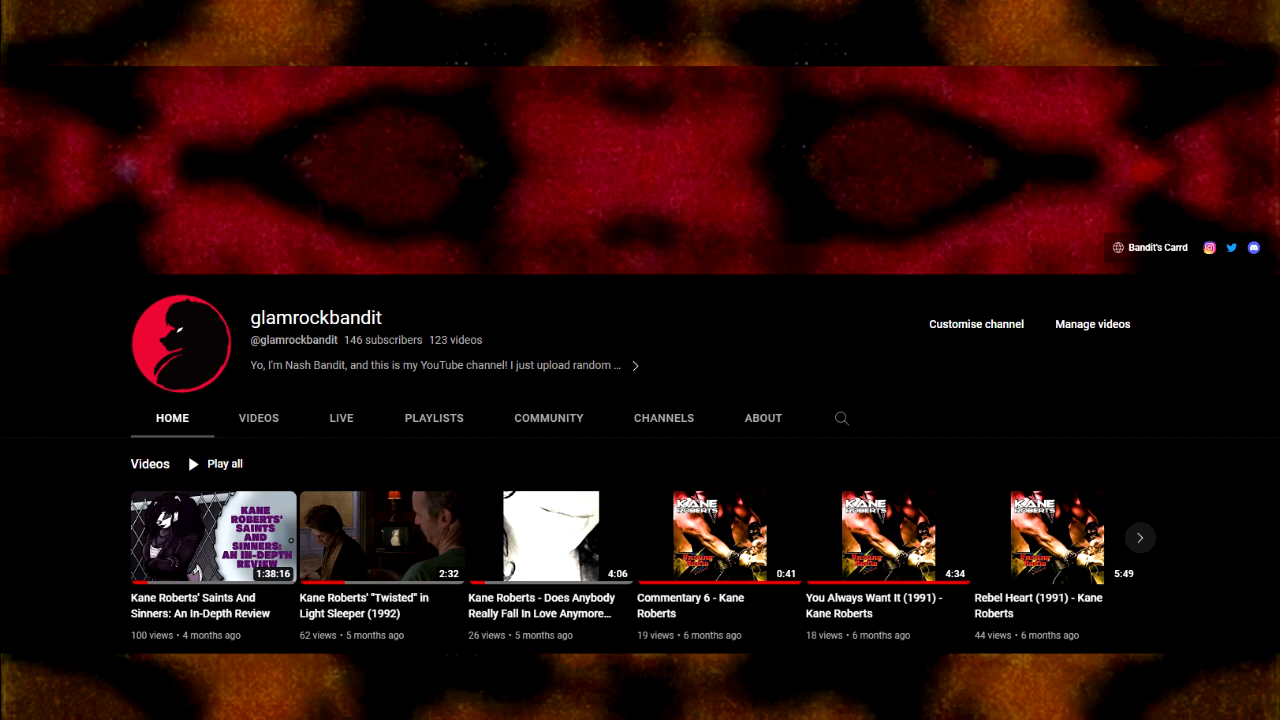 Bandit's Carrd
glamrockbandit
@glamrockbandit 146 subscribers 123 videos
Yo, I'm Nash Bandit, and this is my YouTube channel! I just upload random ...
Customise channel
Manage videos
HOME VIDEOS LIVE PLAYLISTS COMMUNITY CHANNELS ABOUT
Videos Play all
KANE
ROBERTS'
SAINTS
AND
SINNERS:
AN IN-DEPTH
REVIEW
1:38:16
2:32
4:06
KANE
ROBERTS
0:41
KANE
ROBERTS
4:34
KANE
ROBERTS
5:49
Kane Roberts' Saints And
Sinners: An In-Depth Review
100 views • 4 months ago
Kane Roberts' "Twisted" in
Light Sleeper (1992)
62 views • 5 months ago
Kane Roberts - Does Anybody
Really Fall In Love Anymore...
26 views • 5 months ago
Commentary 6 - Kane
Roberts
19 views • 6 months ago
You Always Want It (1991) -
Kane Roberts
18 views • 6 months ago
Rebel Heart (1991) - Kane
Roberts
44 views • 6 months ago